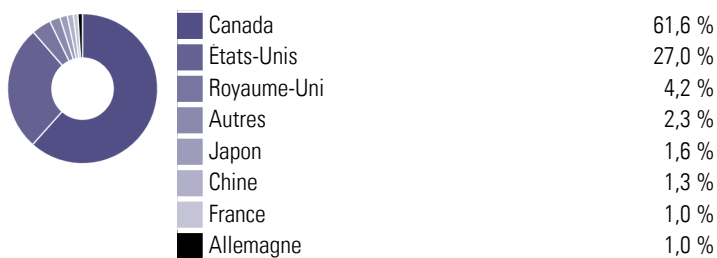 Canada 61,6 %
États-Unis 27,0 %
Royaume-Uni 4,2 %
Autres 2,3 %
Japon 1,6 %
Chine 1,3 %
France 1,0 %
Allemagne 1,0 %